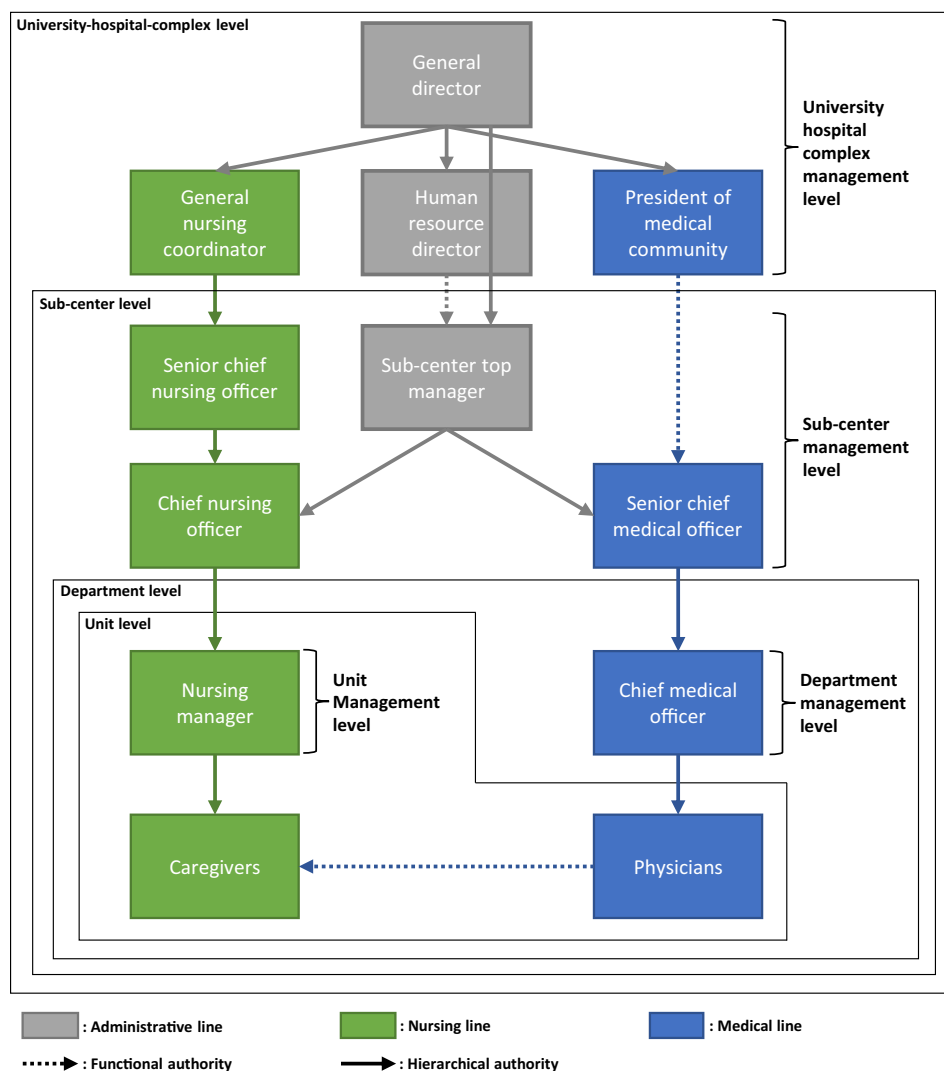 University-hospital-complex level
General
director
University
hospital
complex
management
level
General
nursing
coordinator
Human
resource
director
President of
medical
community
Sub-center level
Senior chief
nursing officer
Sub-center top
manager
Sub-center
management
level
Chief nursing
officer
Senior chief
medical officer
Department level
Unit level
Nursing
manager
Unit
Management
level
Chief medical
officer
Department
management
level
Caregivers
Physicians
: Administrative line
: Nursing line
: Medical line
: Functional authority
: Hierarchical authority